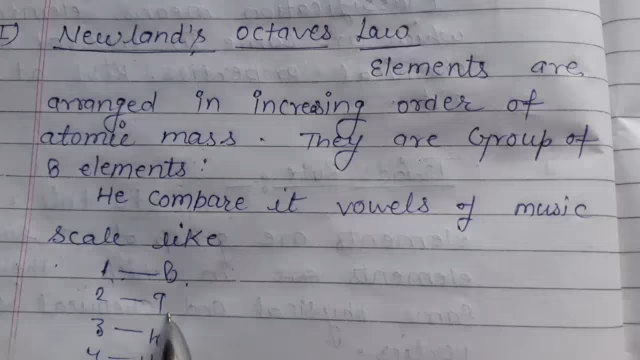 I) Newland's octaves Law
Elements are
arranged in increasing order of
atomic mass. They are Group of
8 elements:
He compare it vowels of music
scale like
1 — 8
2 — 9
3 —
4 —